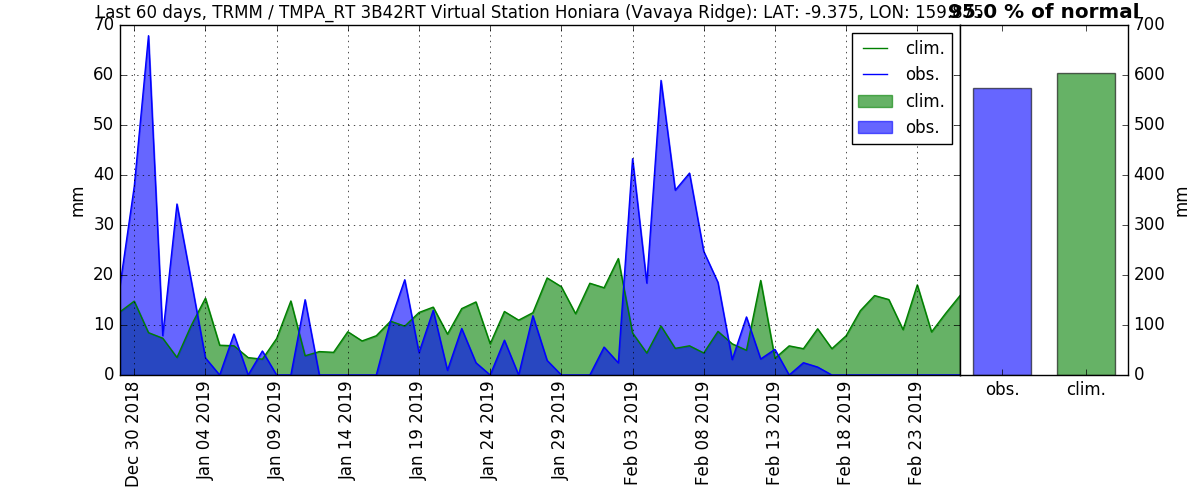 Last 60 days, TRMM / TMPA_RT 3B42RT Virtual Station Honiara (Vavaya Ridge): LAT: -9.375, LON: 159.875
95.0 % of normal
70
60
50
40
30
20
10
0
mm
clim.
obs.
clim.
obs.
700
600
500
400
300
200
100
0
mm
obs.
clim.
Dec 30 2018
Jan 04 2019
Jan 09 2019
Jan 14 2019
Jan 19 2019
Jan 24 2019
Jan 29 2019
Feb 03 2019
Feb 08 2019
Feb 13 2019
Feb 18 2019
Feb 23 2019